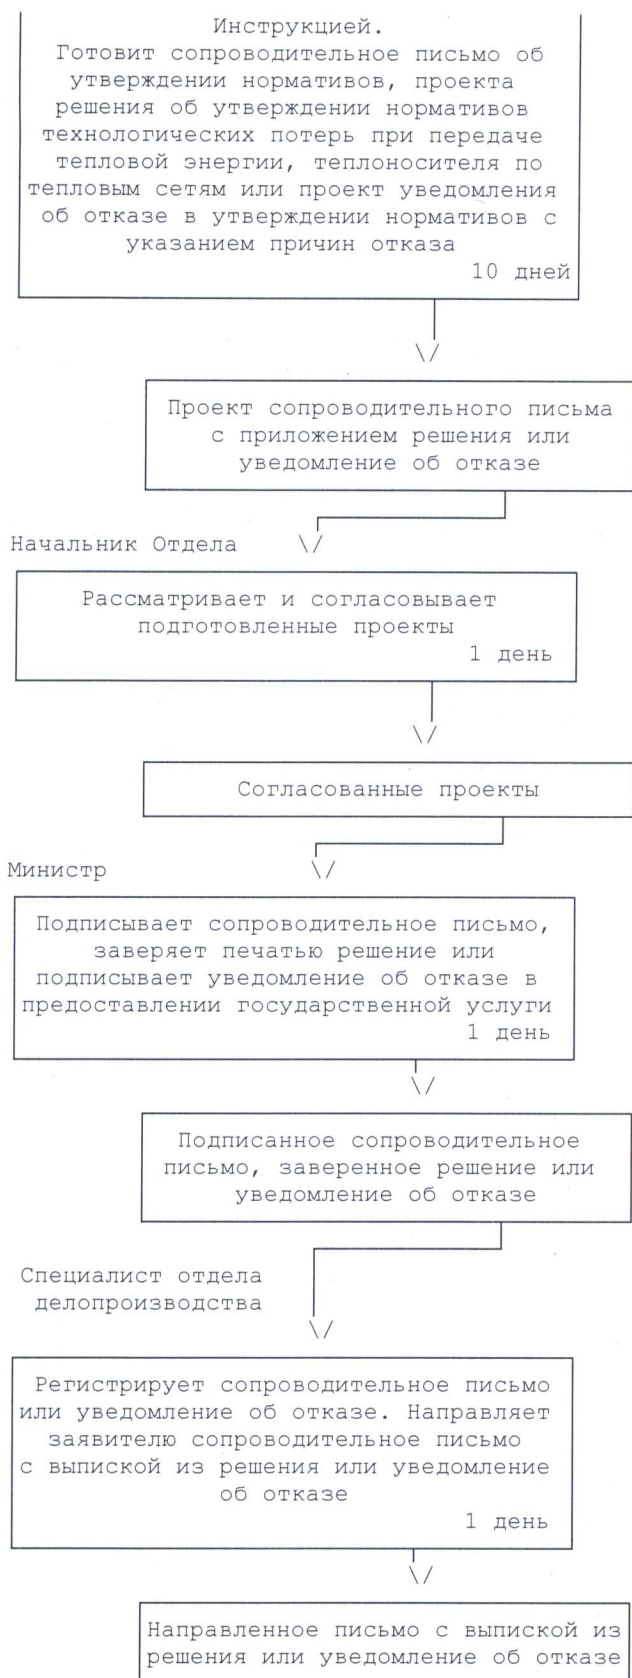 Инструкцией.
Готовит сопроводительное письмо об
утверждении нормативов, проекта
решения об утверждении нормативов
технологических потерь при передаче
тепловой энергии, теплоносителя по
тепловым сетям или проект уведомления
об отказе в утверждении нормативов с
указанием причин отказа
10 дней
\/
Проект сопроводительного письма
с приложением решения или
уведомление об отказе
Начальник Отдела \/
Рассматривает и согласовывает
подготовленные проекты
1 день
\/
Согласованные проекты
Министр \/
Подписывает сопроводительное письмо,
заверяет печатью решение или
подписывает уведомление об отказе в
предоставлении государственной услуги
1 день
\/
Подписанное сопроводительное
письмо, заверенное решение или
уведомление об отказе
Специалист отдела
делопроизводства
\/
Регистрирует сопроводительное письмо
или уведомление об отказе. Направляет
заявителю сопроводительное письмо
с выпиской из решения или уведомление
об отказе
1 день
\/
Направленное письмо с выпиской из
решения или уведомление об отказе